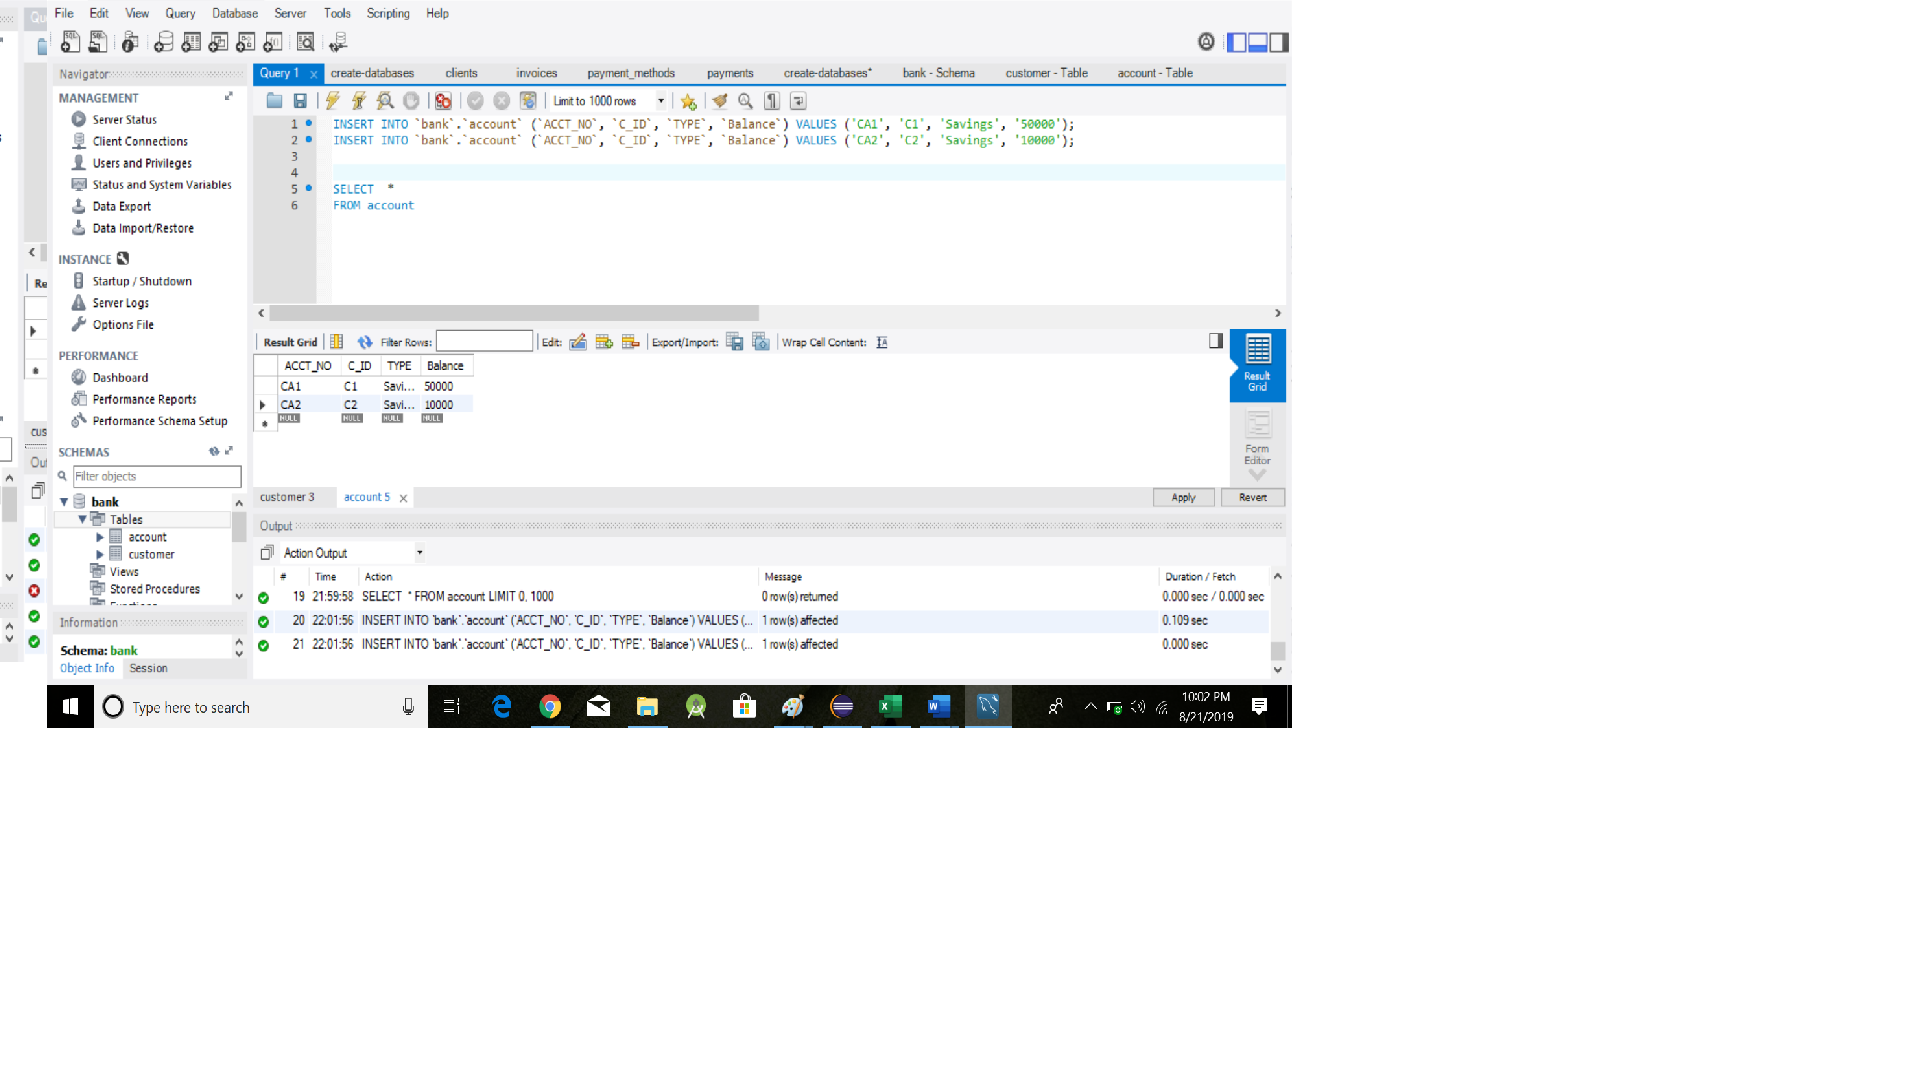 File Edit View Query Database Server Tools Scripting Help
Navigator
Query 1 create-databases clients invoices payment_methods payments create-databases* bank - Schema customer - Table account - Table
MANAGEMENT
Server Status
Client Connections
Users and Privileges
Status and System Variables
Data Export
Data Import/Restore
INSTANCE
Startup / Shutdown
Server Logs
Options File
PERFORMANCE
Dashboard
Performance Reports
Performance Schema Setup
SCHEMAS
Filter objects
bank
Tables
account
customer
Views
Stored Procedures
Functions
Information
Schema: bank
Object Info Session
Limit to 1000 rows
1 INSERT INTO `bank`.`account` (`ACCT_NO`, `C_ID`, `TYPE`, `Balance`) VALUES ('CA1', 'C1', 'Savings', '50000');
2 INSERT INTO `bank`.`account` (`ACCT_NO`, `C_ID`, `TYPE`, `Balance`) VALUES ('CA2', 'C2', 'Savings', '10000');
3
4
5 SELECT *
6 FROM account
Result Grid Filter Rows: Edit: Export/Import: Wrap Cell Content:
ACCT_NO C_ID TYPE Balance
CA1 C1 Savi... 50000
CA2 C2 Savi... 10000
NULL NULL NULL NULL
Result
Grid
Form
Editor
customer 3 account 5 Apply Revert
Output
Action Output
# Time Action Message Duration / Fetch
19 21:59:58 SELECT * FROM account LIMIT 0, 1000 0 row(s) returned 0.000 sec / 0.000 sec
20 22:01:56 INSERT INTO `bank`.`account` (`ACCT_NO`, `C_ID`, `TYPE`, `Balance`) VALUES (... 1 row(s) affected 0.109 sec
21 22:01:56 INSERT INTO `bank`.`account` (`ACCT_NO`, `C_ID`, `TYPE`, `Balance`) VALUES (... 1 row(s) affected 0.000 sec
Type here to search
10:02 PM
8/21/2019
Qu
Re
cus
Ou